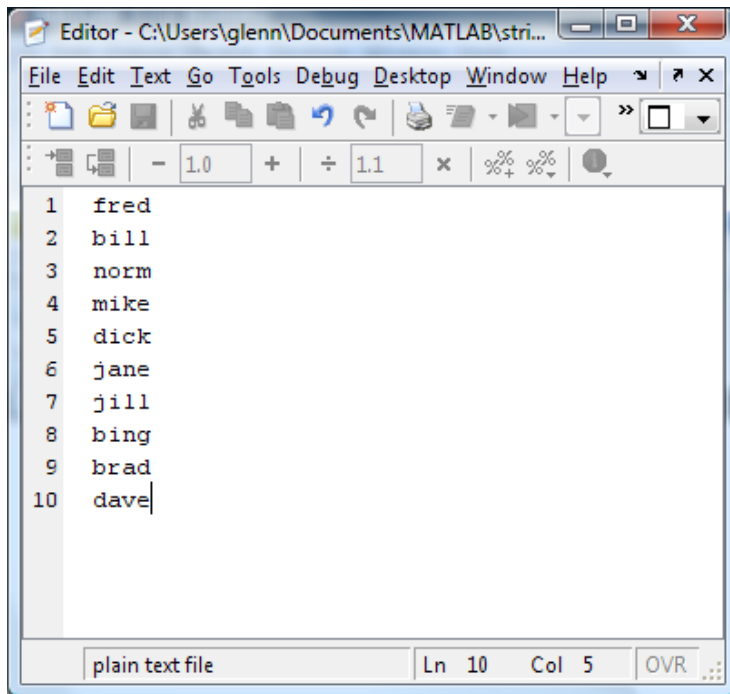 Editor - C:\Users\glenn\Documents\MATLAB\stri...
File Edit Text Go Tools Debug Desktop Window Help
1.0 + ÷ 1.1 ×
1 fred
2 bill
3 norm
4 mike
5 dick
6 jane
7 jill
8 bing
9 brad
10 dave
plain text file Ln 10 Col 5 OVR